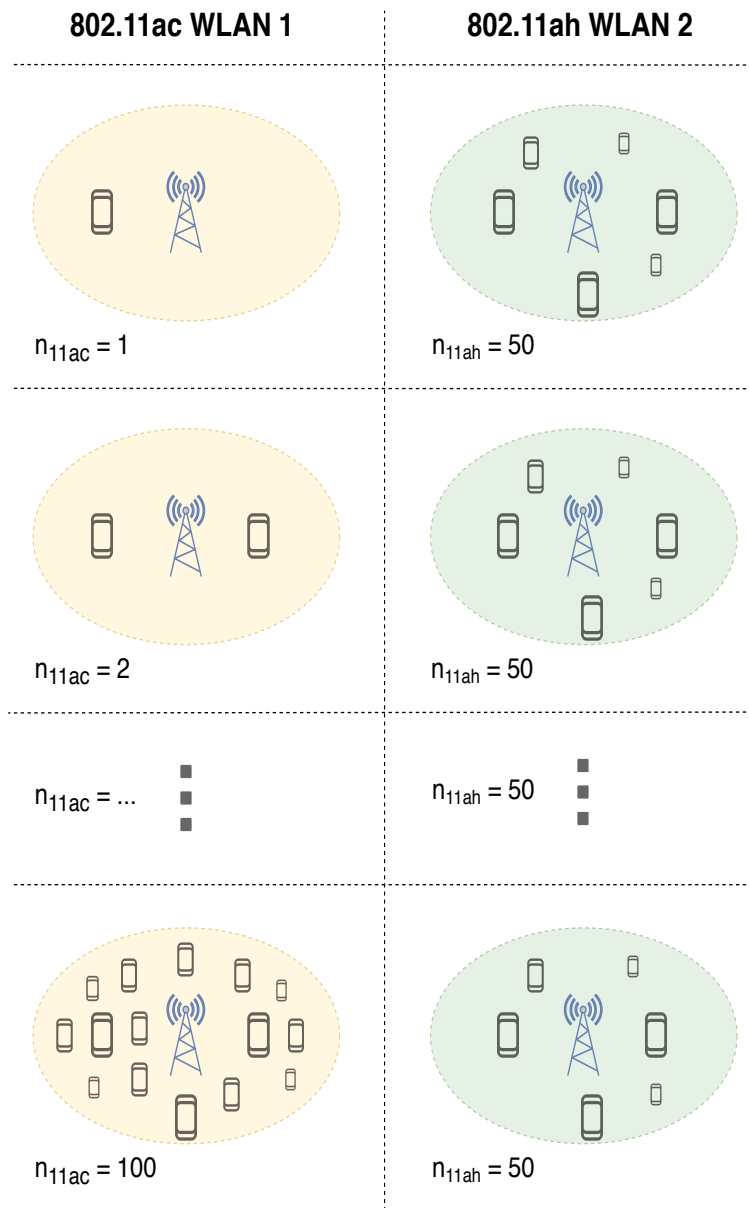 802.11ac WLAN 1
802.11ah WLAN 2
n11ac = 1
n11ah = 50
n11ac = 2
n11ah = 50
n11ac = ...
n11ah = 50
n11ac = 100
n11ah = 50